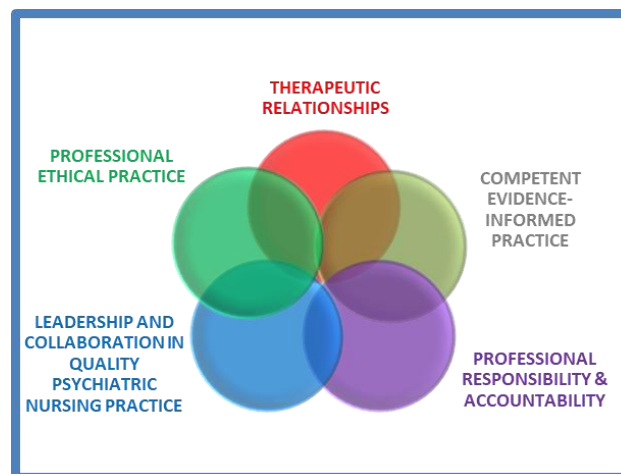 THERAPEUTIC
RELATIONSHIPS
PROFESSIONAL
ETHICAL PRACTICE
COMPETENT
EVIDENCE-
INFORMED
PRACTICE
LEADERSHIP AND
COLLABORATION IN
QUALITY
PSYCHIATRIC
NURSING PRACTICE
PROFESSIONAL
RESPONSIBILITY &
ACCOUNTABILITY